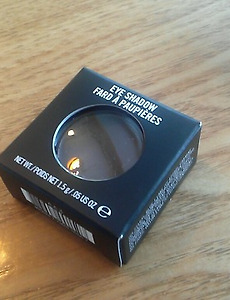 EYE SHADOW
FARD À PAUPIÈRES
NET WT./POIDS NET 1.5 g / .05 US OZ ℮